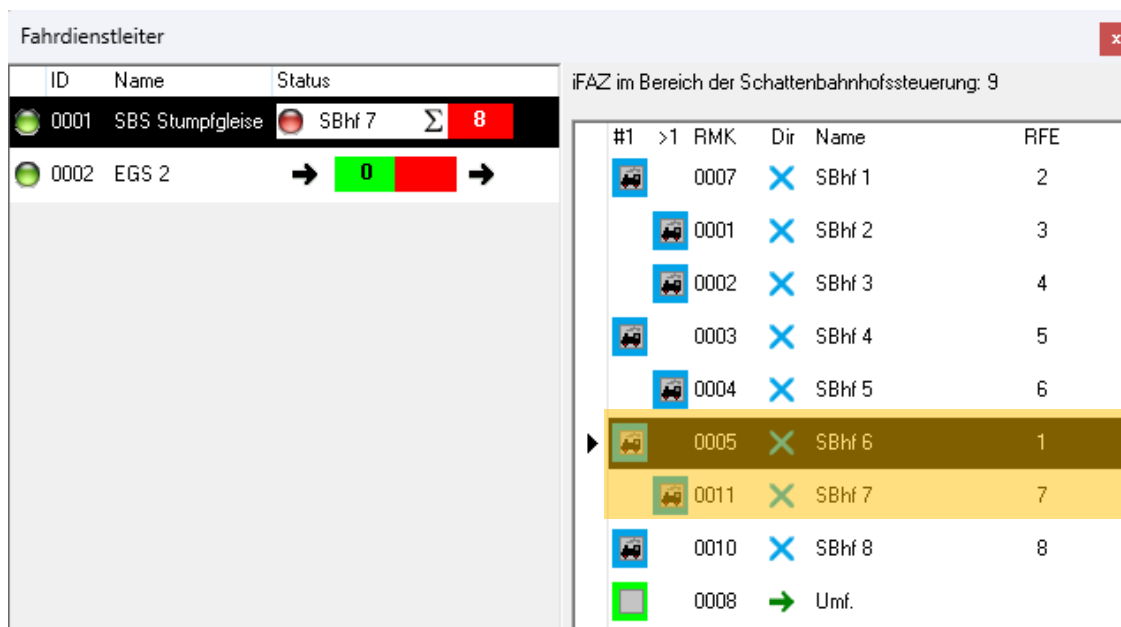 Fahrdienstleiter x
ID Name Status
0001 SBS Stumpfgleise SBhf 7 Σ 8
0002 EGS 2 0
iFAZ im Bereich der Schattenbahnhofssteuerung: 9
#1 >1 RMK Dir Name RFE
0007 SBhf 1 2
0001 SBhf 2 3
0002 SBhf 3 4
0003 SBhf 4 5
0004 SBhf 5 6
0005 SBhf 6 1
0011 SBhf 7 7
0010 SBhf 8 8
0008 Umf.